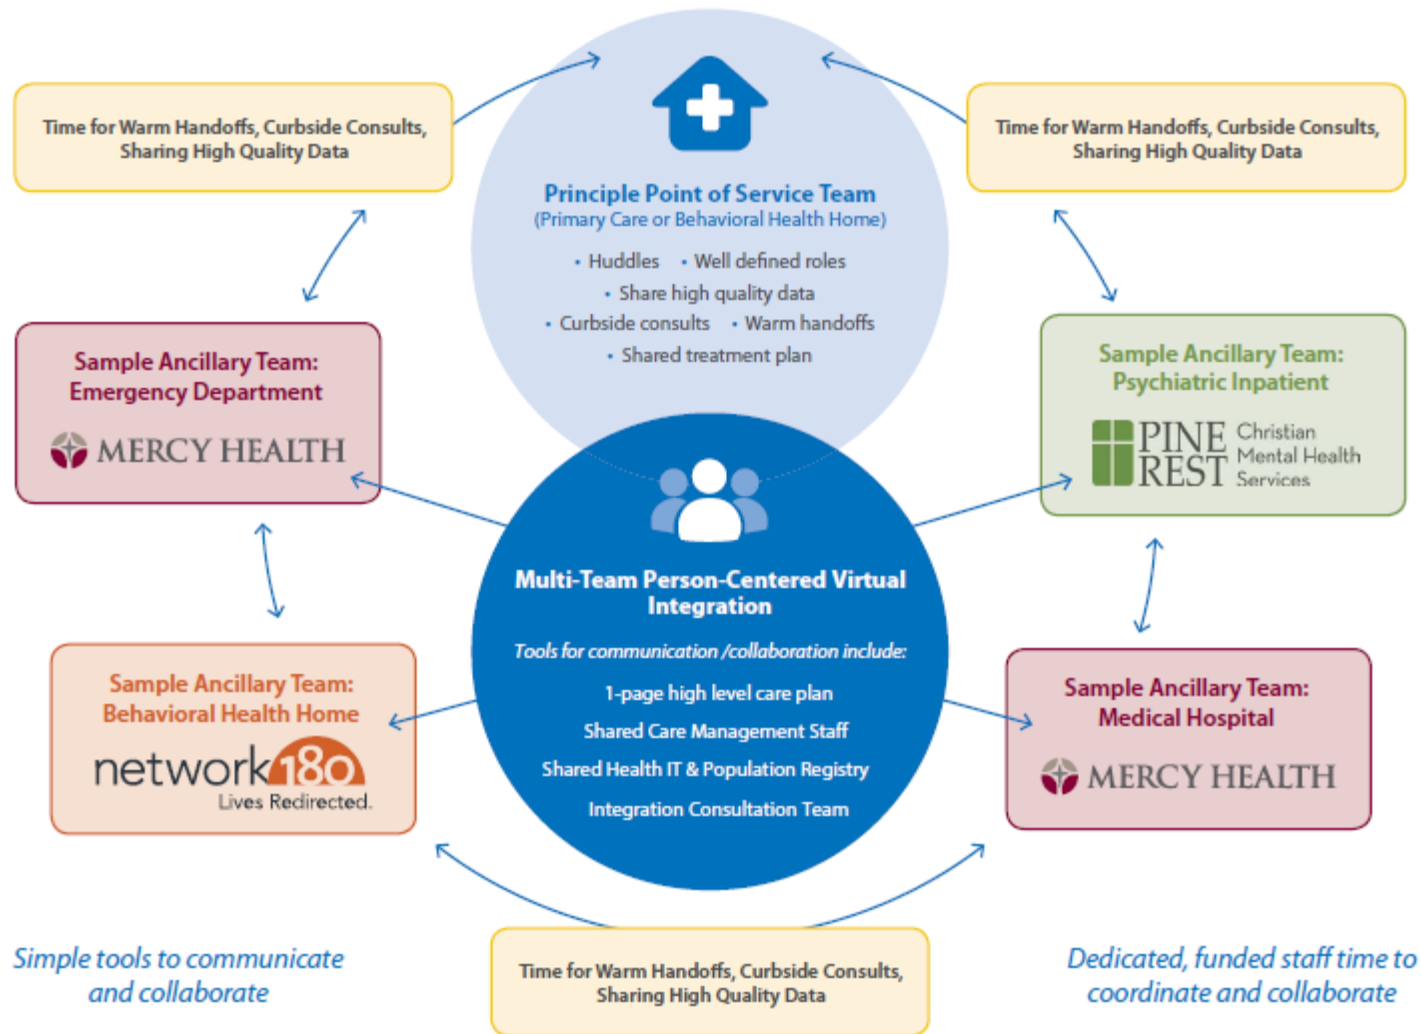 Time for Warm Handoffs, Curbside Consults,
Sharing High Quality Data
Time for Warm Handoffs, Curbside Consults,
Sharing High Quality Data
Principle Point of Service Team
(Primary Care or Behavioral Health Home)
• Huddles • Well defined roles
• Share high quality data
• Curbside consults • Warm handoffs
• Shared treatment plan
Sample Ancillary Team:
Emergency Department
MERCY HEALTH
Sample Ancillary Team:
Psychiatric Inpatient
PINE
REST
Christian
Mental Health
Services
Multi-Team Person-Centered Virtual
Integration
Tools for communication /collaboration include:
1-page high level care plan
Shared Care Management Staff
Shared Health IT & Population Registry
Integration Consultation Team
Sample Ancillary Team:
Behavioral Health Home
network180
Lives Redirected.
Sample Ancillary Team:
Medical Hospital
MERCY HEALTH
Simple tools to communicate
and collaborate
Time for Warm Handoffs, Curbside Consults,
Sharing High Quality Data
Dedicated, funded staff time to
coordinate and collaborate